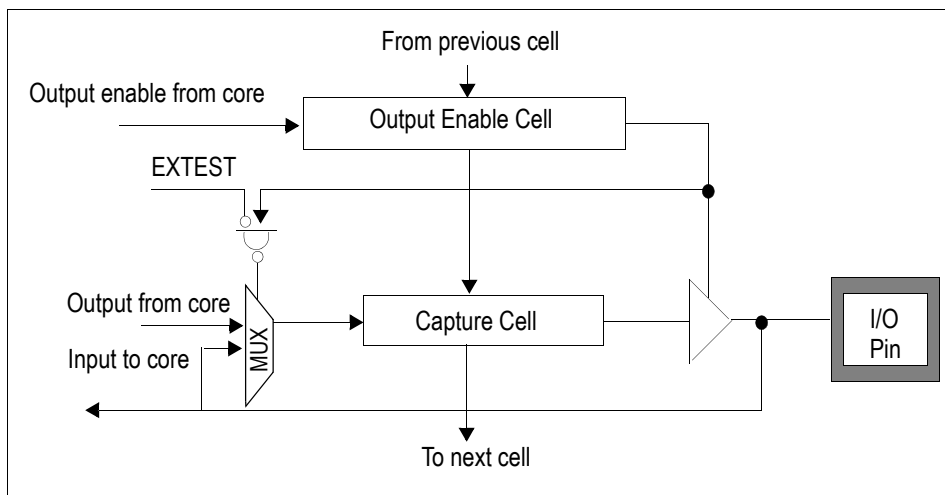 From previous cell
Output enable from core
Output Enable Cell
EXTEST
Output from core
Input to core
MUX
Capture Cell
I/O
Pin
To next cell